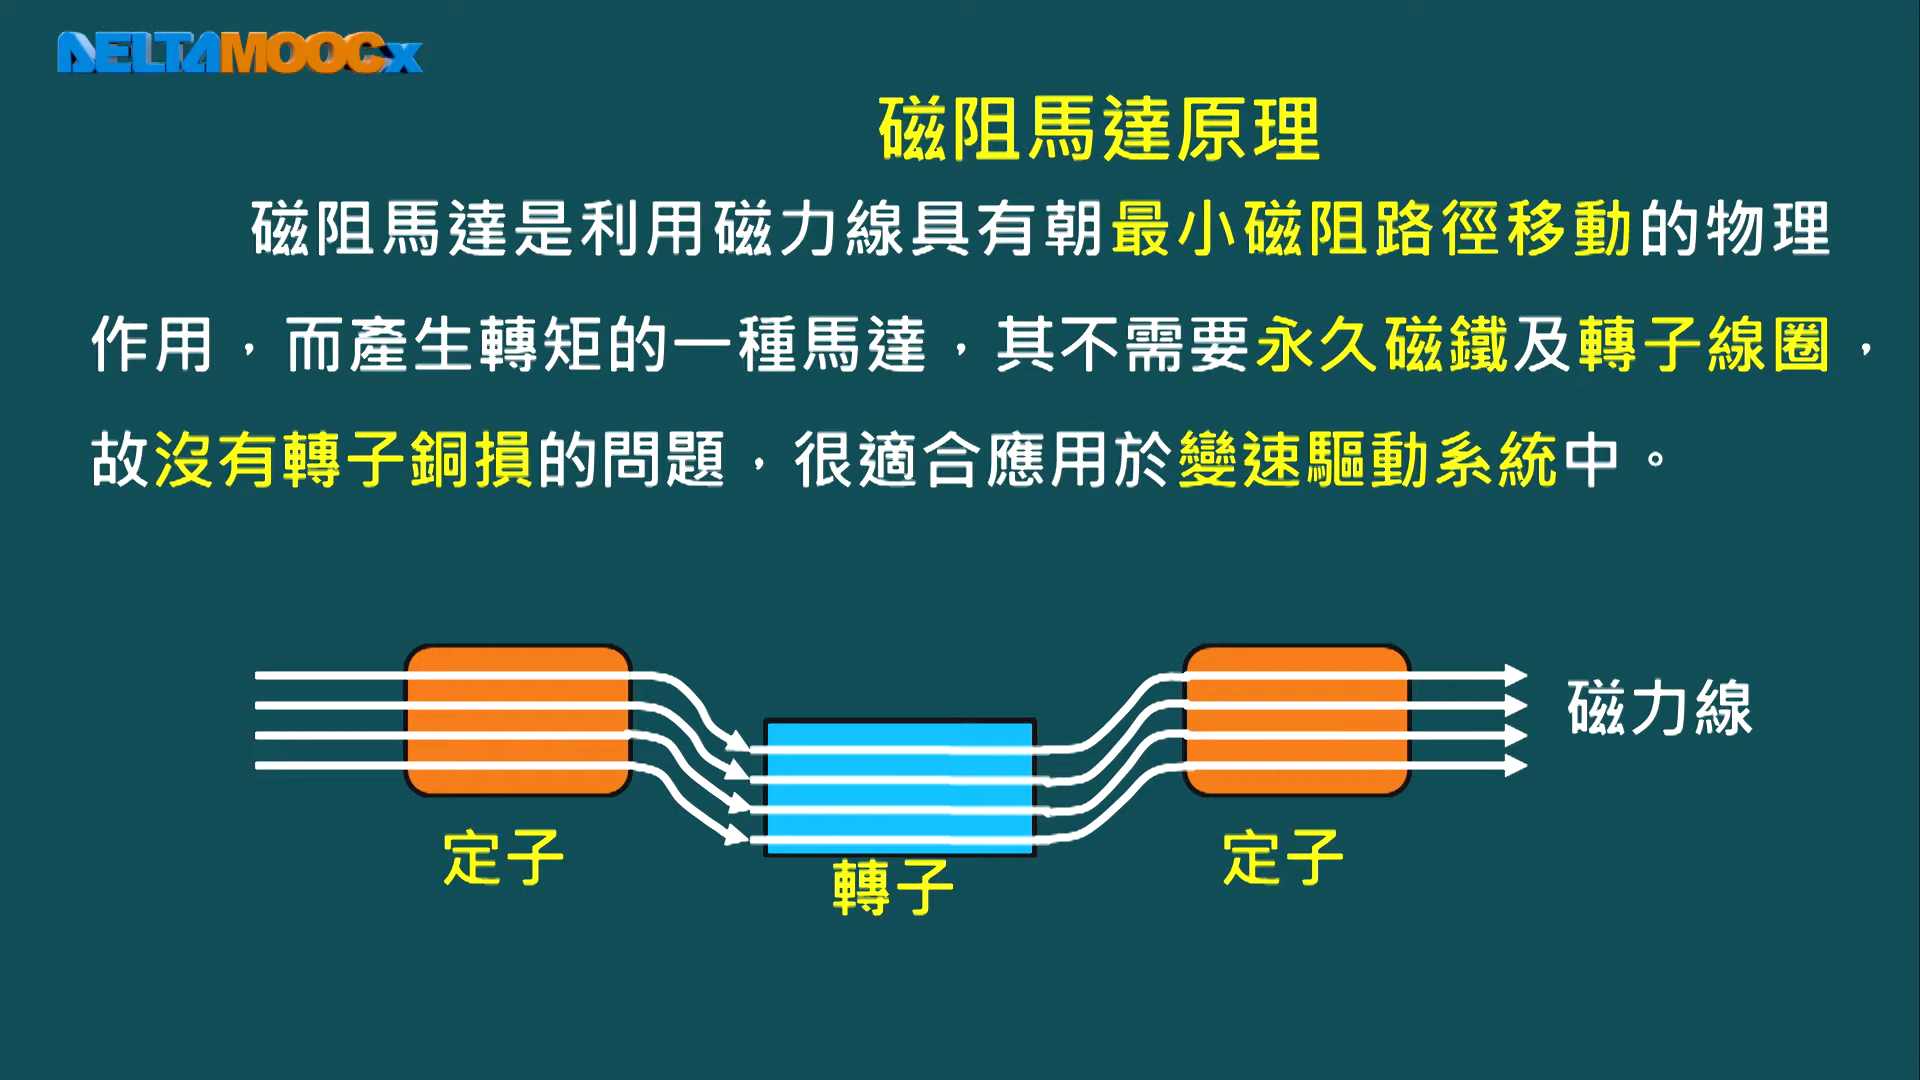 DELTAMOOCx
磁阻馬達原理
磁阻馬達是利用磁力線具有朝最小磁阻路徑移動的物理
作用，而產生轉矩的一種馬達，其不需要永久磁鐵及轉子線圈，
故沒有轉子銅損的問題，很適合應用於變速驅動系統中。
磁力線
定子
轉子
定子